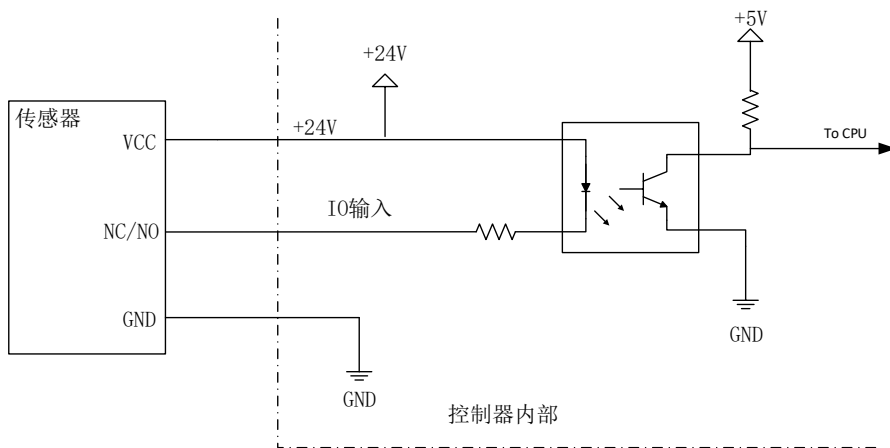 +5V
+24V
传感器
VCC
+24V
To CPU
IO输入
NC/NO
GND
GND
GND
控制器内部